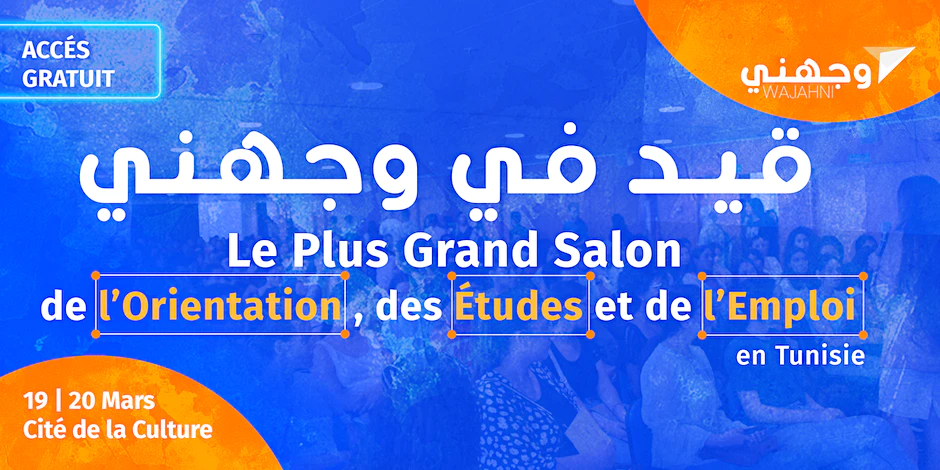 ACCÉS
GRATUIT
وجهني
WAJAHNI
قيد في وجهني
Le Plus Grand Salon
de l'Orientation, des Études et de l'Emploi
en Tunisie
19 | 20 Mars
Cité de la Culture